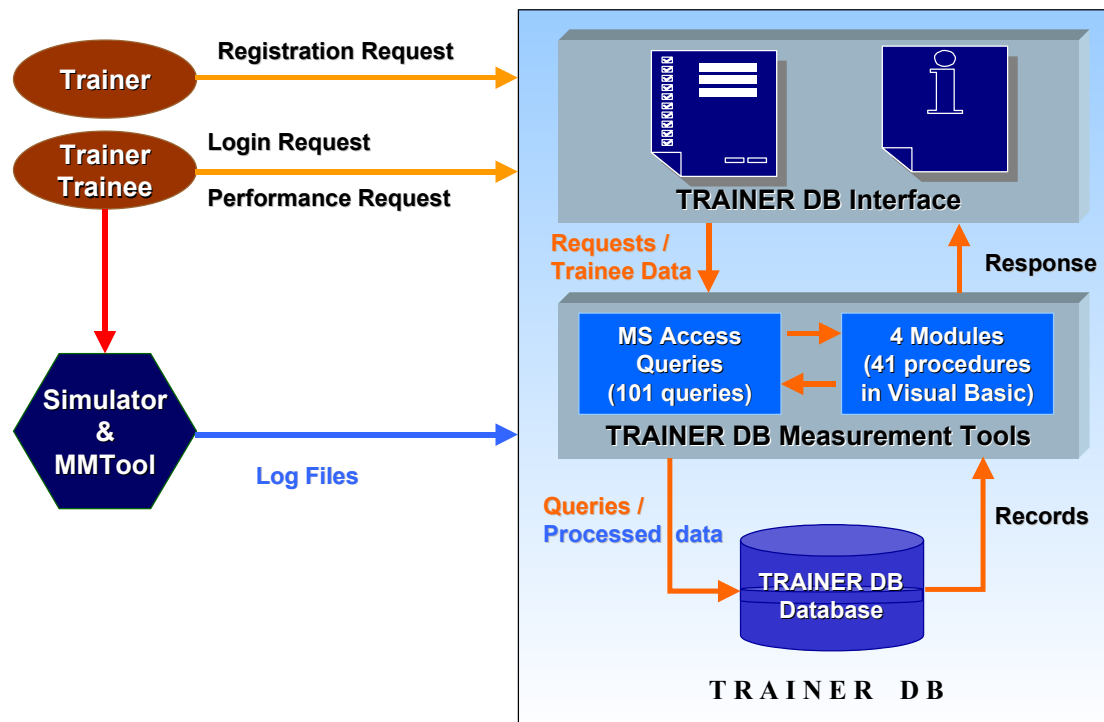 Registration Request
Trainer
Trainer
Trainee
Login Request
Performance Request
Simulator
&
MMTool
Log Files
i
TRAINER DB Interface
Requests /
Trainee Data
Response
MS Access
Queries
(101 queries)
4 Modules
(41 procedures
in Visual Basic)
TRAINER DB Measurement Tools
Queries /
Processed data
Records
TRAINER DB
Database
TRAINER DB